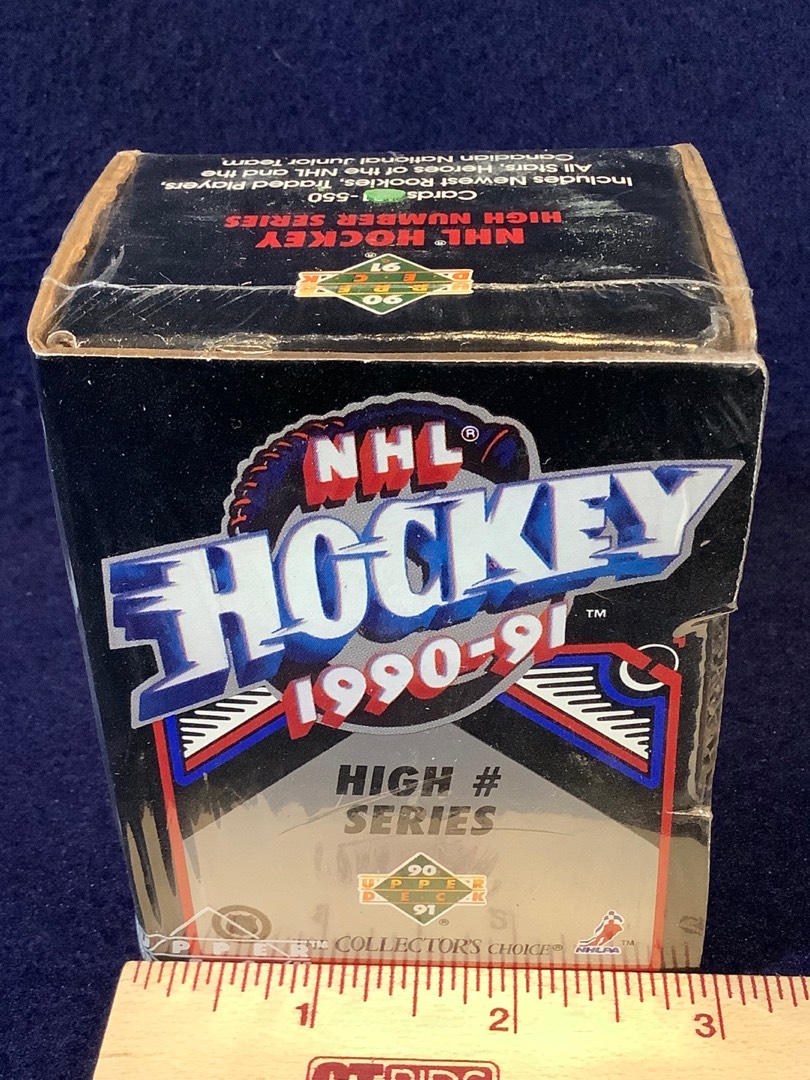 NHL® HOCKEY
HIGH NUMBER SERIES
Cards -550
Includes Newest Rookies, Traded Players,
All Stars, Heroes of the NHL and the
Canadian National Junior Team.
90
UPPER
DECK
91
®
NHL®
HOCKEY
1990-91
TM
HIGH #
SERIES
90
UPPER
DECK
91
®
UPPER™ COLLECTOR'S CHOICE® NHLPA™
1 2 3